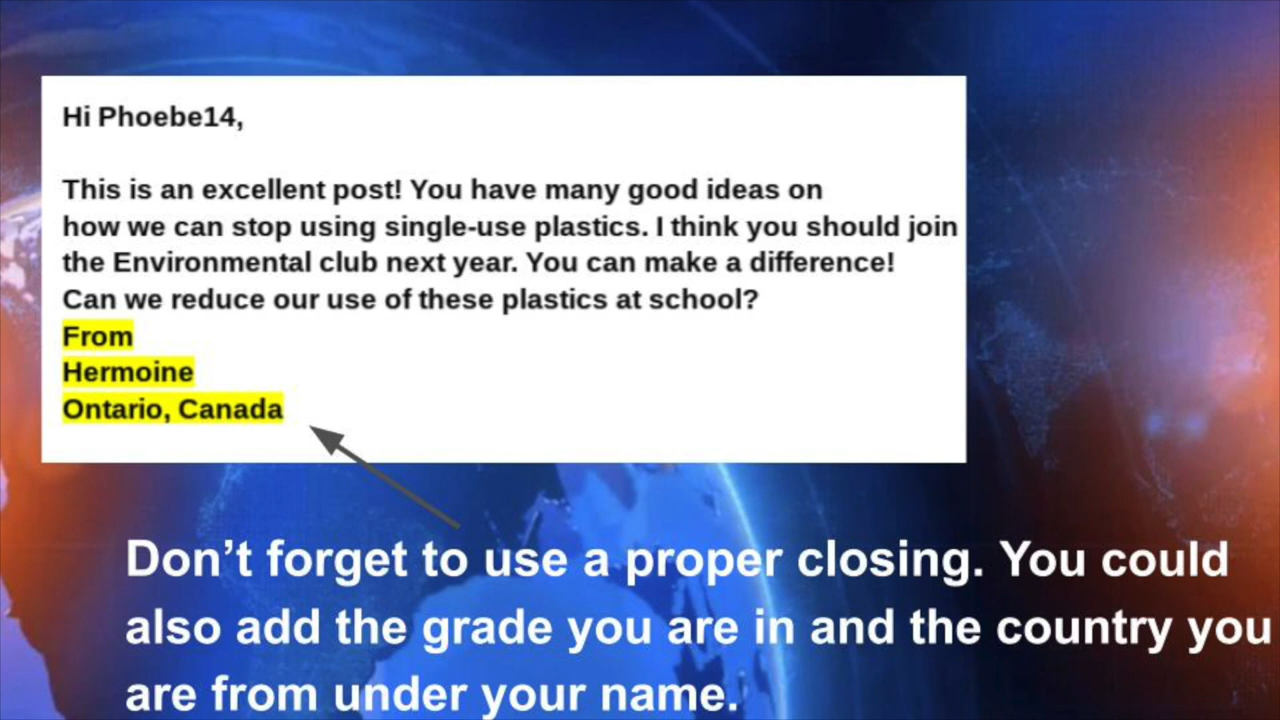 Hi Phoebe14,
This is an excellent post! You have many good ideas on
how we can stop using single-use plastics. I think you should join
the Environmental club next year. You can make a difference!
Can we reduce our use of these plastics at school?
From
Hermoine
Ontario, Canada
Don’t forget to use a proper closing. You could
also add the grade you are in and the country you
are from under your name.